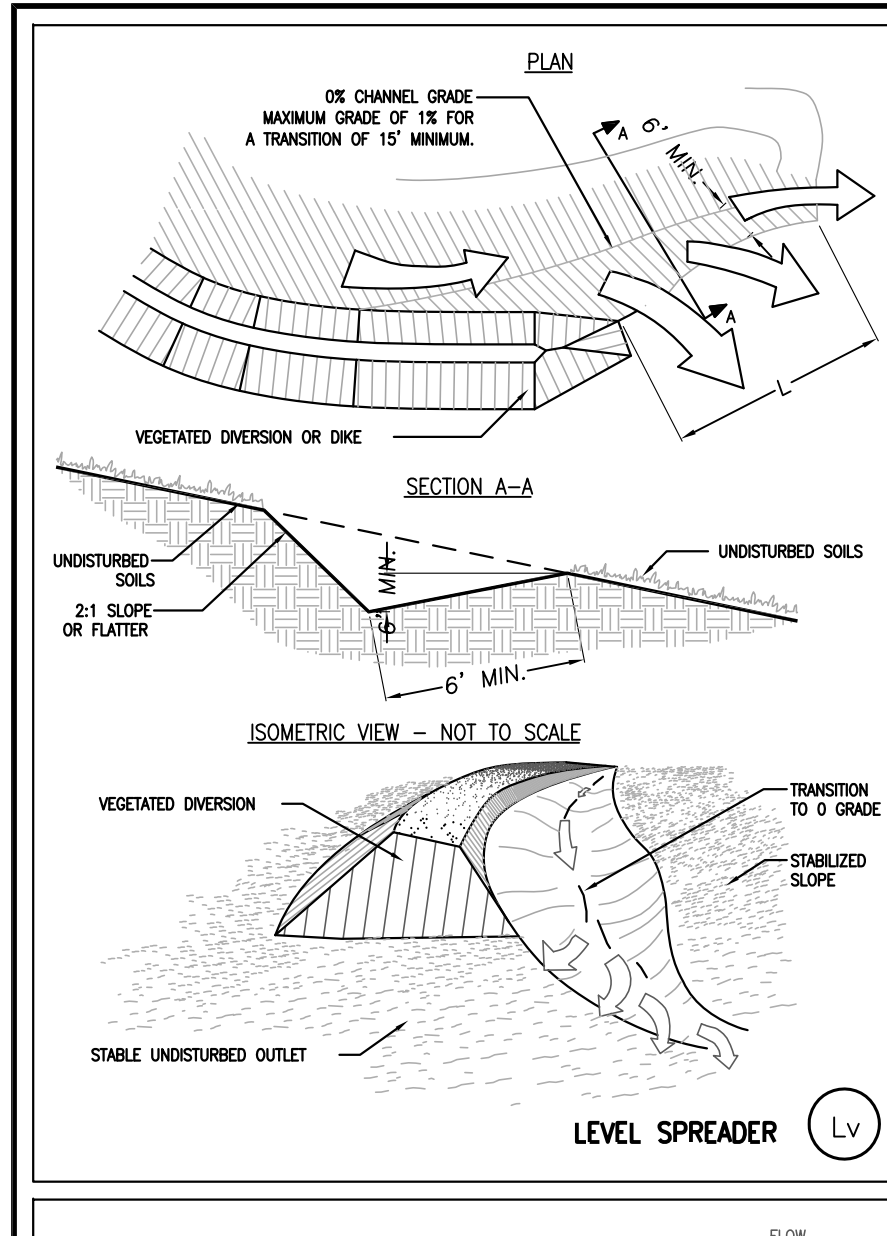 PLAN
0% CHANNEL GRADE
MAXIMUM GRADE OF 1% FOR
A TRANSITION OF 15' MINIMUM.
A
6' MIN.
A
L
VEGETATED DIVERSION OR DIKE
SECTION A-A
UNDISTURBED
SOILS
2:1 SLOPE
OR FLATTER
6" MIN.
UNDISTURBED SOILS
6' MIN.
ISOMETRIC VIEW - NOT TO SCALE
VEGETATED DIVERSION
TRANSITION
TO 0 GRADE
STABILIZED
SLOPE
STABLE UNDISTURBED OUTLET
LEVEL SPREADER
Lv
FLOW